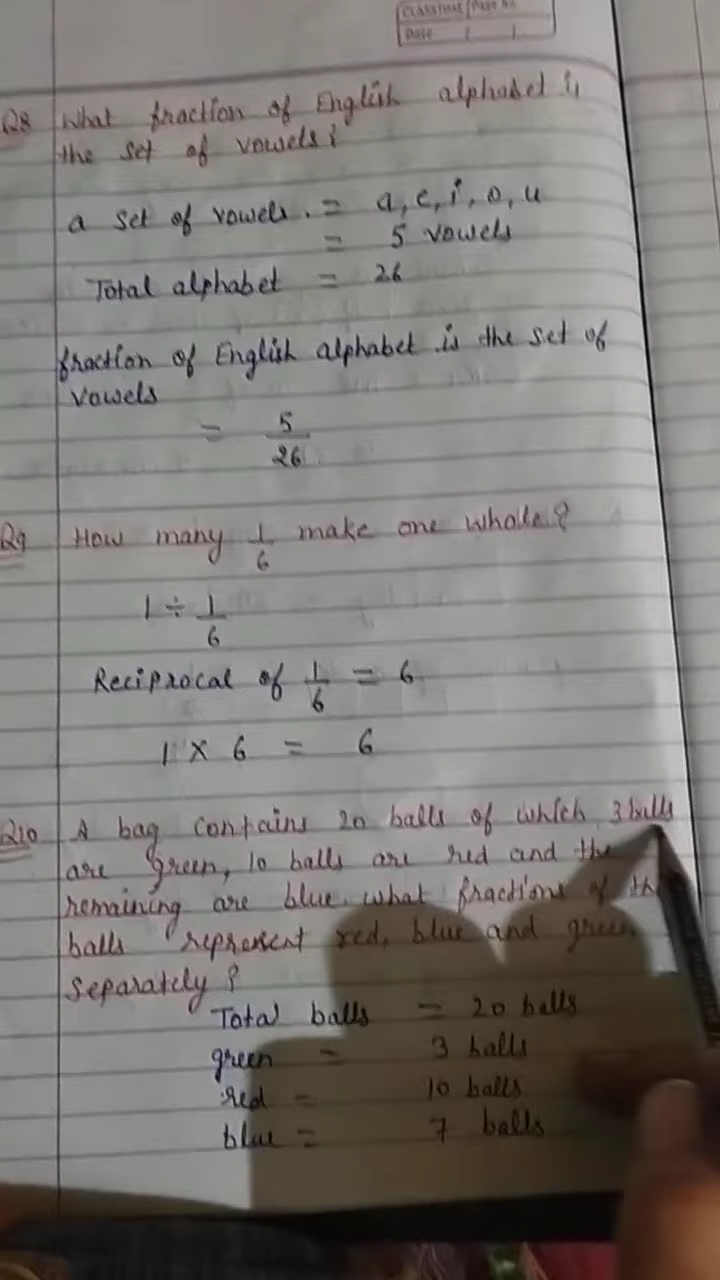 CLASSTIME Page No.
Date / /
Q8 What fraction of English alphabet is
the set of vowels?
a set of vowels. = a, e, i, o, u
= 5 vowels
Total alphabet = 26
fraction of English alphabet is the set of
vowels
= 5/26
Q9 How many 1/6 make one whole?
1 ÷ 1/6
Reciprocal of 1/6 = 6
1 × 6 = 6
Q10 A bag contains 20 balls of which 3 balls
are green, 10 balls are red and the
remaining are blue. what fractions of the
balls represent red, blue and green
separately?
Total balls = 20 balls
green = 3 balls
red = 10 balls
blue = 7 balls